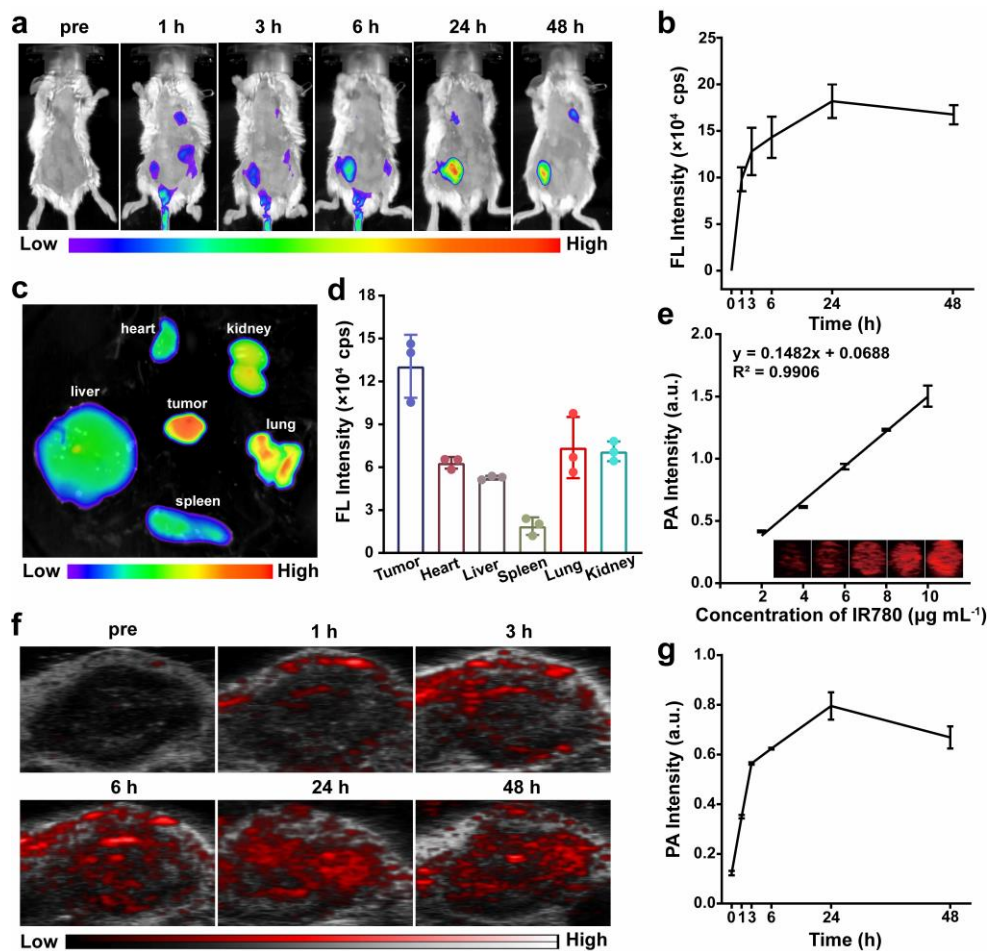 a
pre
1 h
3 h
6 h
24 h
48 h
Low
High
b
FL Intensity (×10⁴ cps)
25
20
15
10
5
0
0
1
3
6
24
48
Time (h)
c
heart
kidney
liver
tumor
lung
spleen
Low
High
d
FL Intensity (×10⁴ cps)
18
15
12
9
6
3
0
Tumor
Heart
Liver
Spleen
Lung
Kidney
e
PA Intensity (a.u.)
2.0
1.5
1.0
0.5
0.0
y = 0.1482x + 0.0688
R² = 0.9906
2
4
6
8
10
Concentration of IR780 (μg mL⁻¹)
f
pre
1 h
3 h
6 h
24 h
48 h
Low
High
g
PA Intensity (a.u.)
1.0
0.8
0.6
0.4
0.2
0.0
0
1
3
6
24
48
Time (h)